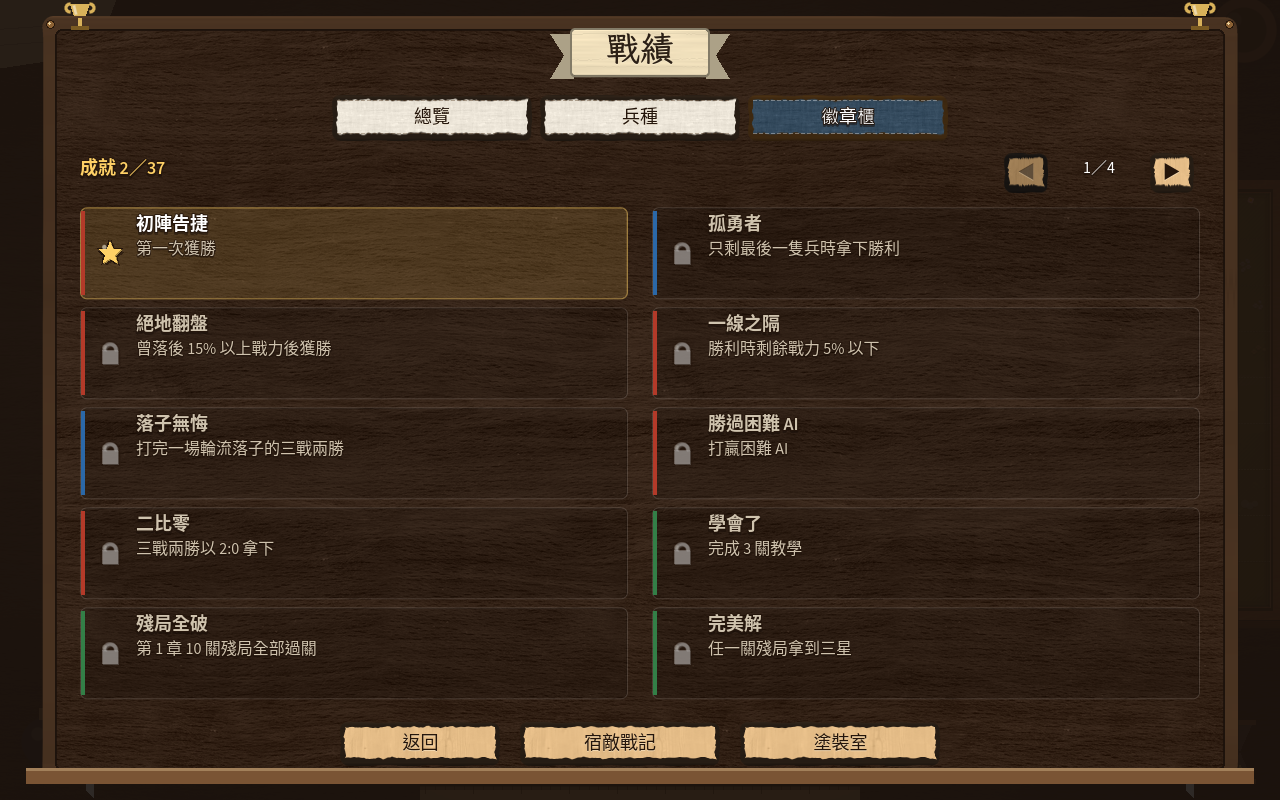 戰績
總覽
兵種
徽章櫃
成就 2／37
1／4
初陣告捷
第一次獲勝
孤勇者
只剩最後一隻兵時拿下勝利
絕地翻盤
曾落後 15% 以上戰力後獲勝
一線之隔
勝利時剩餘戰力 5% 以下
落子無悔
打完一場輪流落子的三戰兩勝
勝過困難 AI
打贏困難 AI
二比零
三戰兩勝以 2:0 拿下
學會了
完成 3 關教學
殘局全破
第 1 章 10 關殘局全部過關
完美解
任一關殘局拿到三星
返回
宿敵戰記
塗裝室